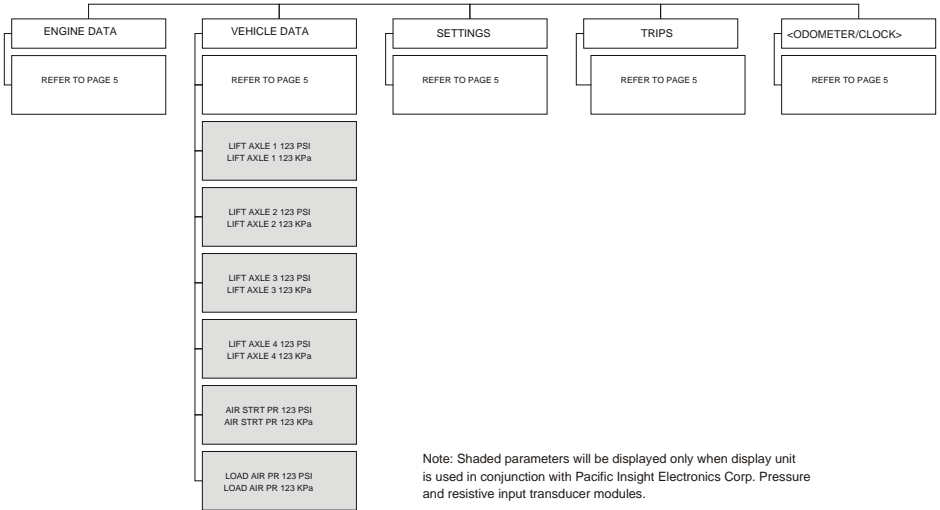 ENGINE DATA
VEHICLE DATA
SETTINGS
TRIPS
<ODOMETER/CLOCK>
REFER TO PAGE 5
REFER TO PAGE 5
REFER TO PAGE 5
REFER TO PAGE 5
REFER TO PAGE 5
LIFT AXLE 1 123 PSI
LIFT AXLE 1 123 KPa
LIFT AXLE 2 123 PSI
LIFT AXLE 2 123 KPa
LIFT AXLE 3 123 PSI
LIFT AXLE 3 123 KPa
LIFT AXLE 4 123 PSI
LIFT AXLE 4 123 KPa
AIR STRT PR 123 PSI
AIR STRT PR 123 KPa
LOAD AIR PR 123 PSI
LOAD AIR PR 123 KPa
Note: Shaded parameters will be displayed only when display unit
is used in conjunction with Pacific Insight Electronics Corp. Pressure
and resistive input transducer modules.